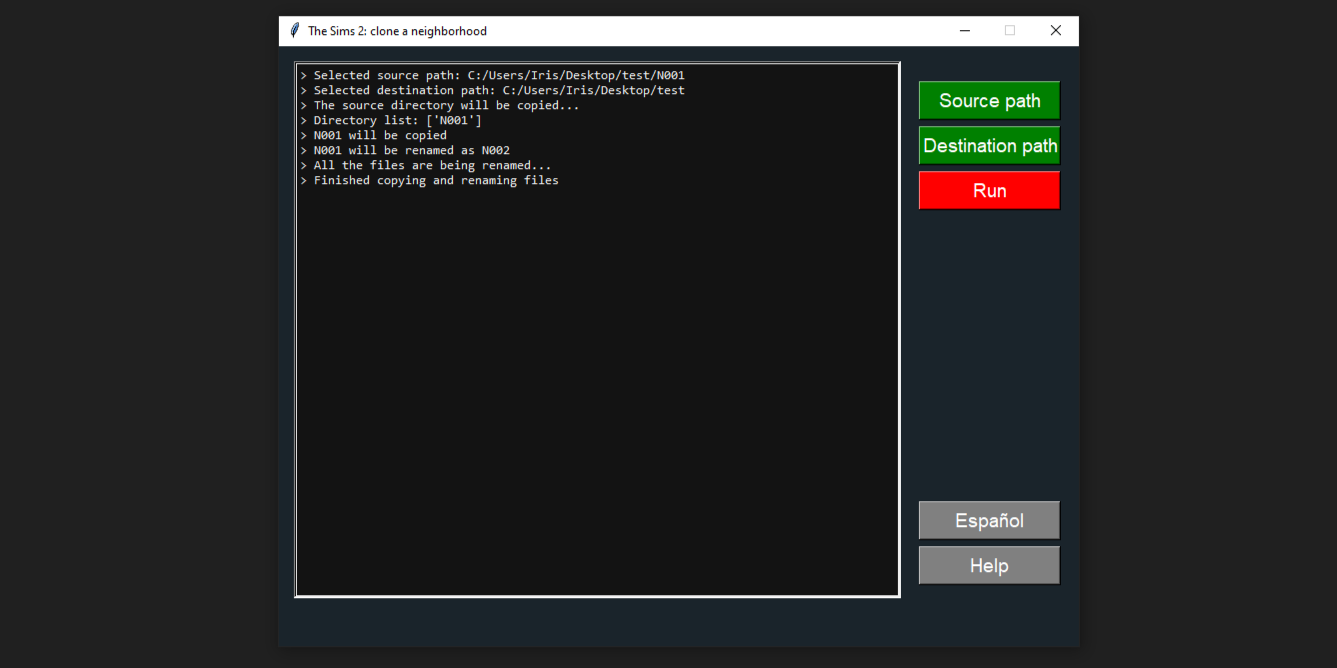 The Sims 2: clone a neighborhood
> Selected source path: C:/Users/Iris/Desktop/test/N001
> Selected destination path: C:/Users/Iris/Desktop/test
> The source directory will be copied...
> Directory list: ['N001']
> N001 will be copied
> N001 will be renamed as N002
> All the files are being renamed...
> Finished copying and renaming files
Source path
Destination path
Run
Español
Help